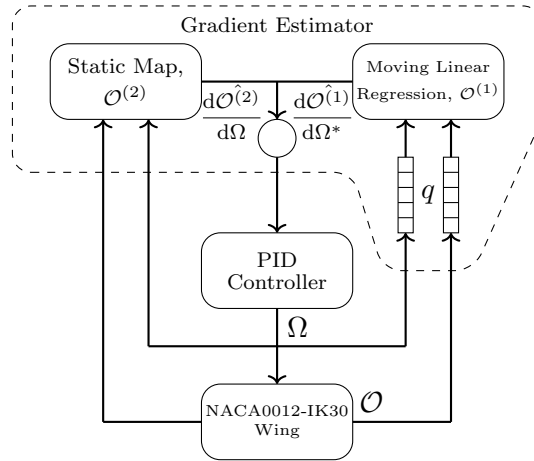 Gradient Estimator
Static Map,
𝒪⁽²⁾
Moving Linear
Regression, 𝒪⁽¹⁾
d𝒪̂⁽²⁾
dΩ
d𝒪̂⁽¹⁾
dΩ*
q
PID
Controller
Ω
NACA0012-IK30
Wing
𝒪